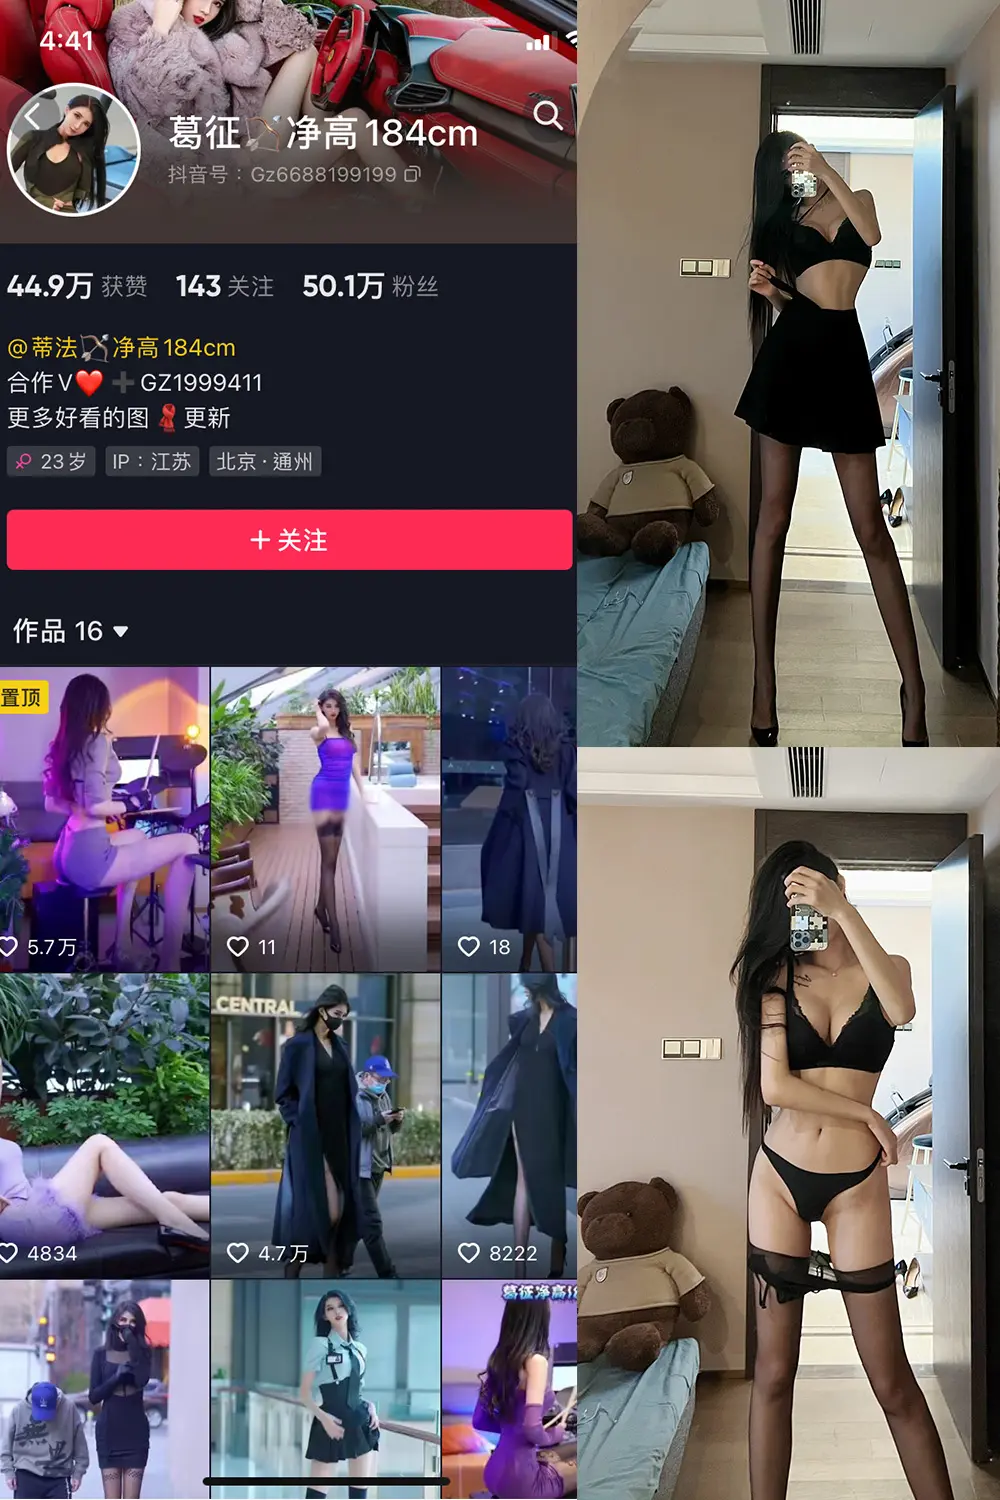 4:41
葛征🏹净高184cm
抖音号：Gz6688199199
44.9万 获赞 143 关注 50.1万 粉丝
@蒂法🏹净高184cm
合作V❤️➕GZ1999411
更多好看的图🧣更新
23岁 IP：江苏 北京·通州
+ 关注
作品 16
置顶
5.7万 11 18
CENTRAL
4834 4.7万 8222
葛征净高